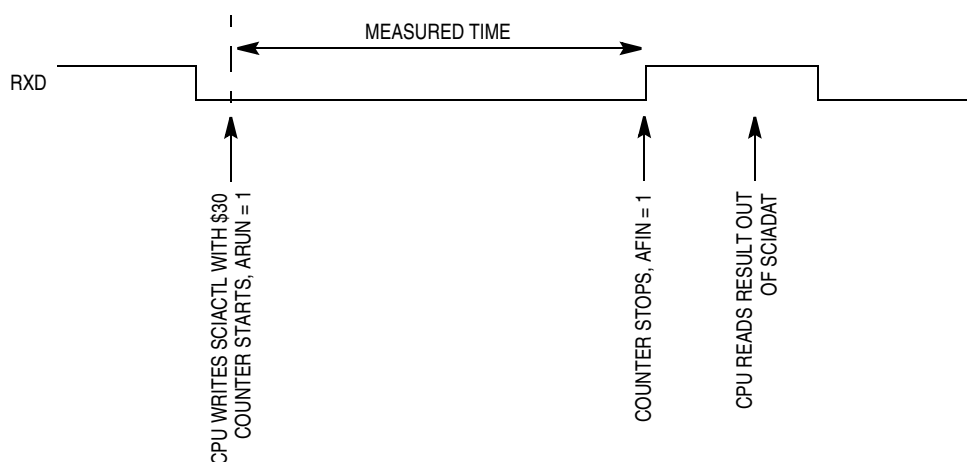 MEASURED TIME
RXD
CPU WRITES SCIACTL WITH $30
COUNTER STARTS, ARUN = 1
COUNTER STOPS, AFIN = 1
CPU READS RESULT OUT
OF SCIADAT